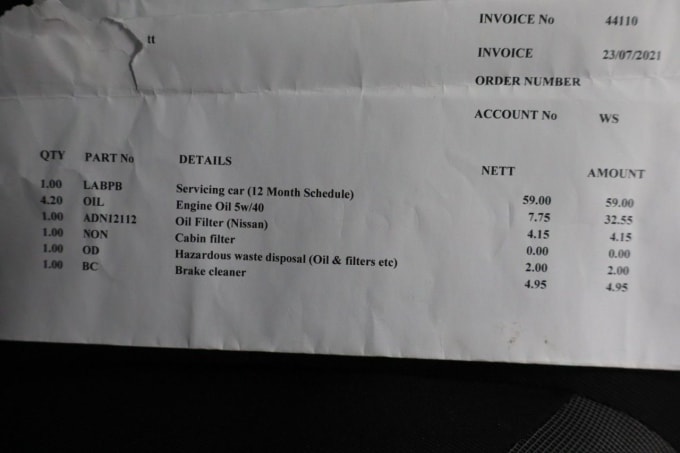 INVOICE No 44110
tt
INVOICE 23/07/2021
ORDER NUMBER
ACCOUNT No WS
QTY PART No DETAILS NETT AMOUNT
1.00 LABPB Servicing car (12 Month Schedule) 59.00 59.00
4.20 OIL Engine Oil 5w/40 7.75 32.55
1.00 ADN12112 Oil Filter (Nissan) 4.15 4.15
1.00 NON Cabin filter 0.00 0.00
1.00 OD Hazardous waste disposal (Oil & filters etc) 2.00 2.00
1.00 BC Brake cleaner 4.95 4.95